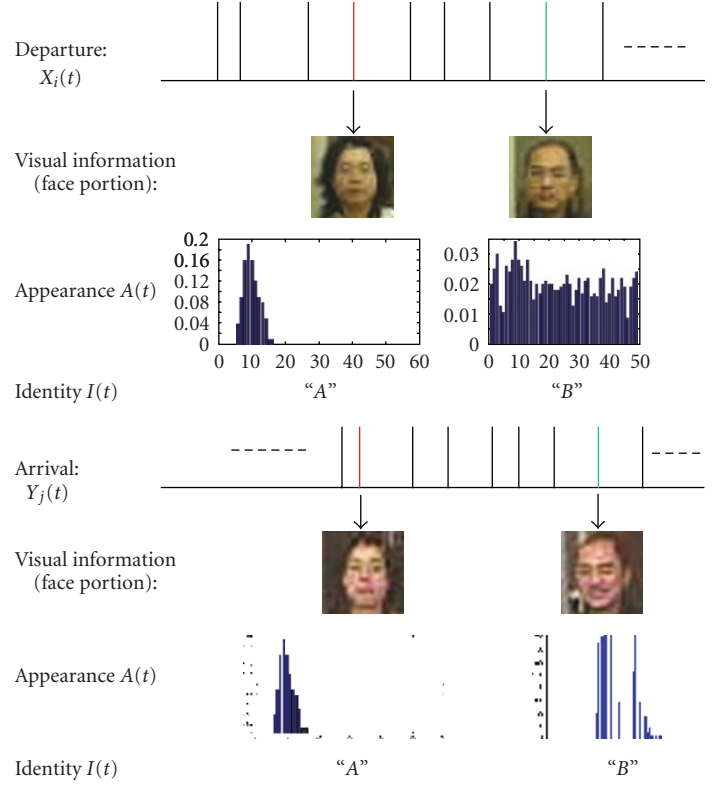 Departure:
X_i(t)
Visual information
(face portion):
Appearance A(t)
0.2
0.16
0.12
0.08
0.04
0
0 10 20 30 40 50 60
0.03
0.02
0.01
0
0 10 20 30 40 50
Identity I(t) “A” “B”
Arrival:
Y_j(t)
Visual information
(face portion):
Appearance A(t)
Identity I(t) “A” “B”